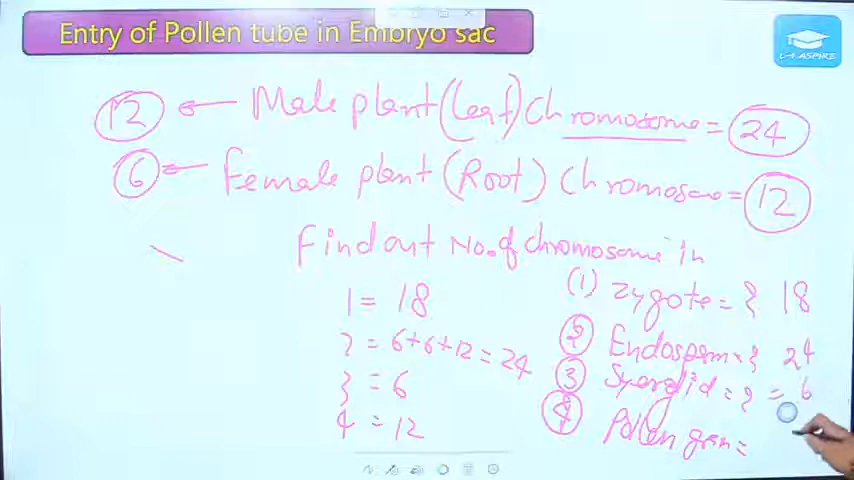 Entry of Pollen tube in Embryo sac
L-1 ASPIRE
12 ← Male plant (Leaf) Chromosome = 24
6 ← Female plant (Root) Chromosome = 12
Find out No. of chromosome in
1 = 18
2 = 6+6+12 = 24
3 = 6
4 = 12
(1) Zygote = 18
2 Endosperm = 24
3 Synergid = 6
4 Pollen grain =